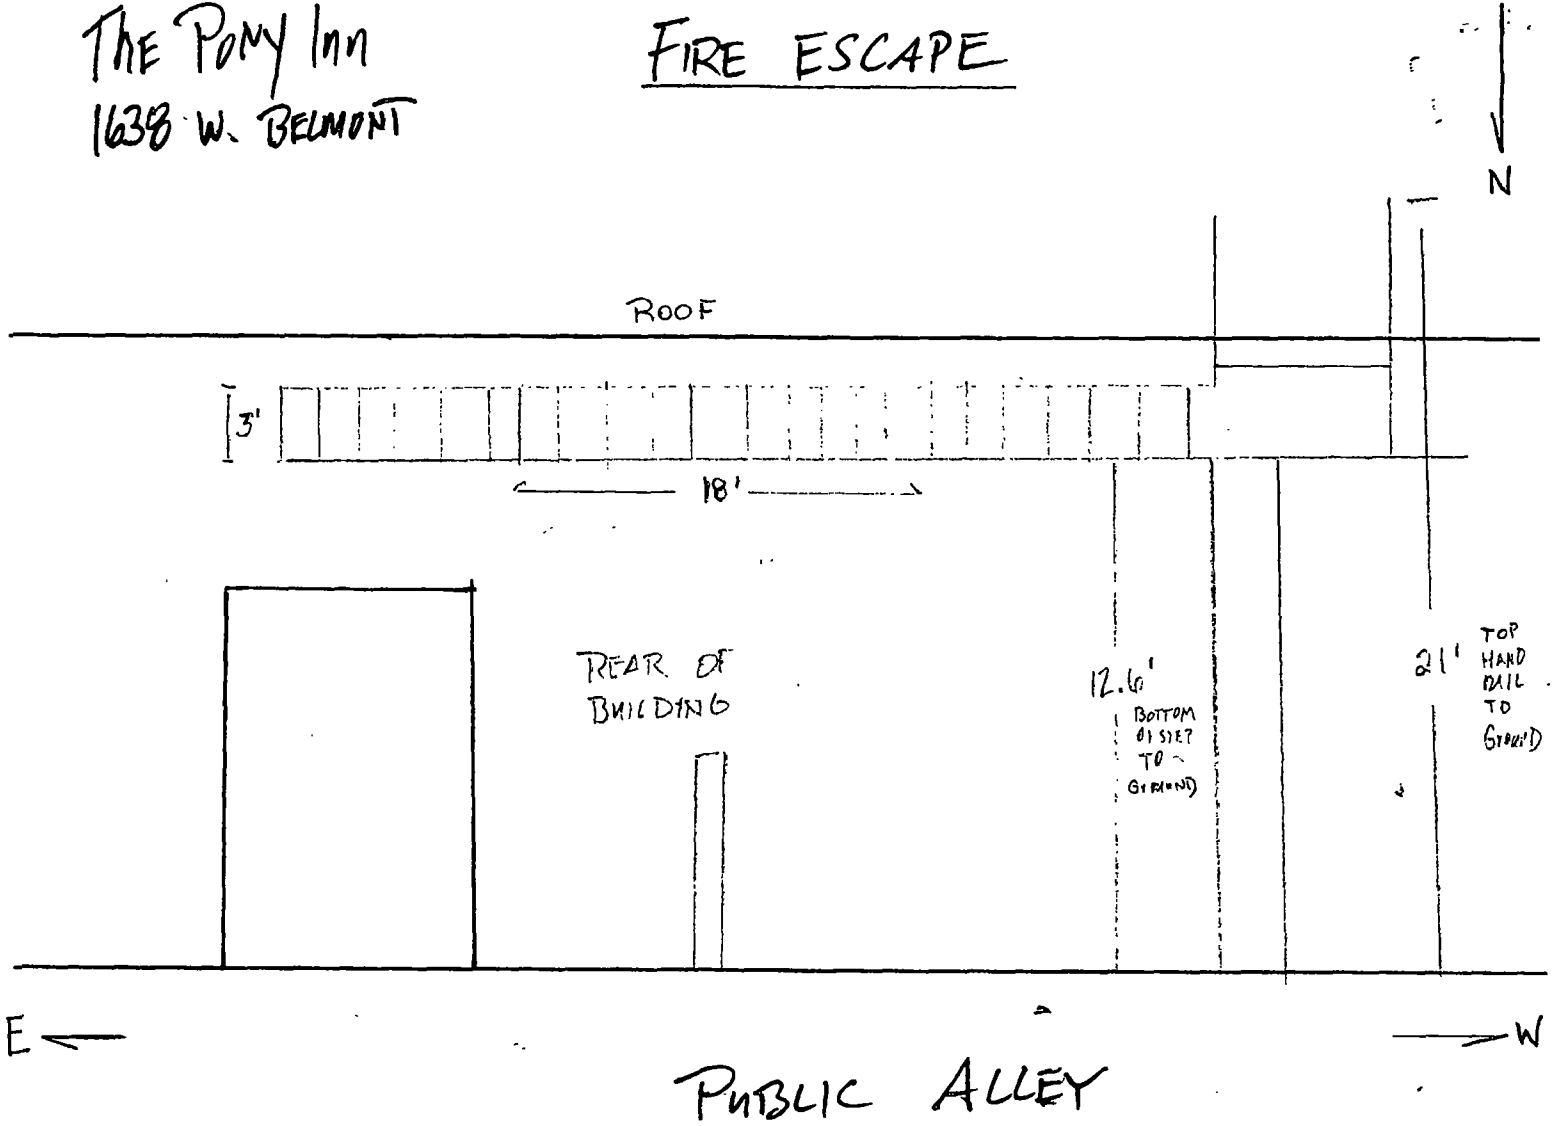 The Pony Inn
1638 W. BELMONT
FIRE ESCAPE
N
ROOF
3'
18'
REAR OF
BUILDING
12.6'
BOTTOM
OF STEP
TO
GROUND
21'
TOP
HAND
RAIL
TO
GROUND
E
W
PUBLIC ALLEY